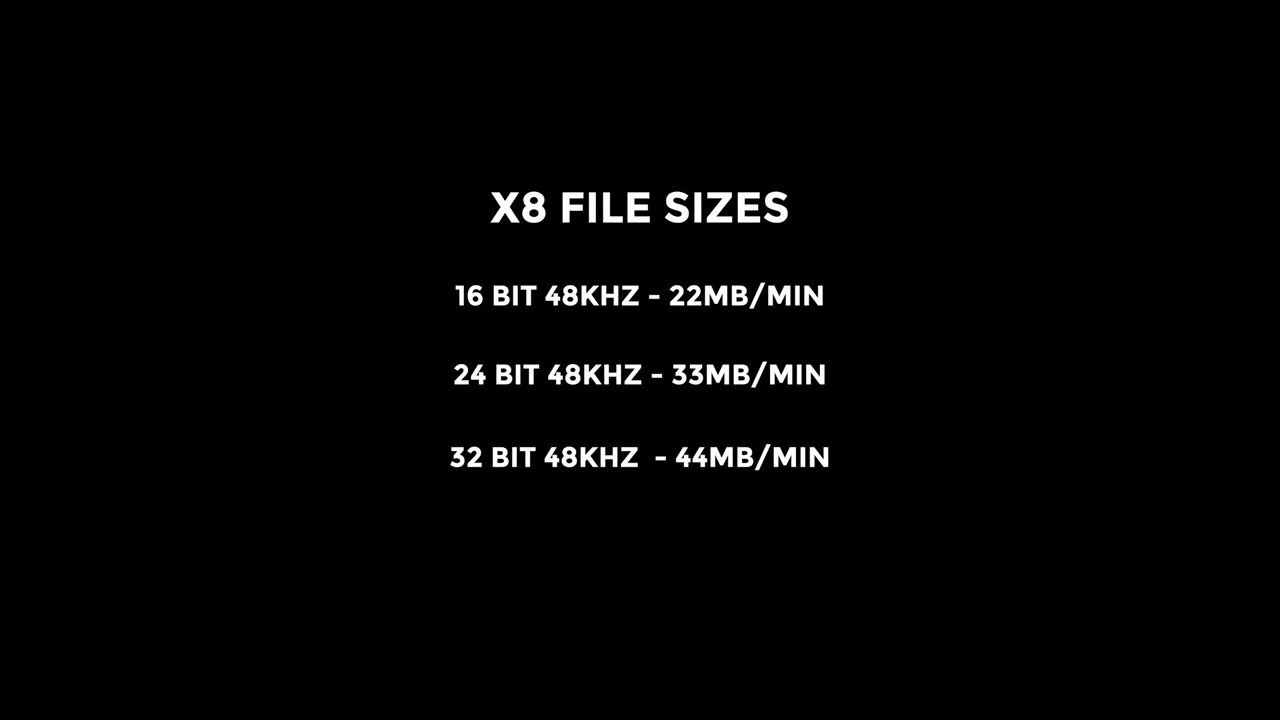 X8 FILE SIZES
16 BIT 48KHZ - 22MB/MIN
24 BIT 48KHZ - 33MB/MIN
32 BIT 48KHZ - 44MB/MIN